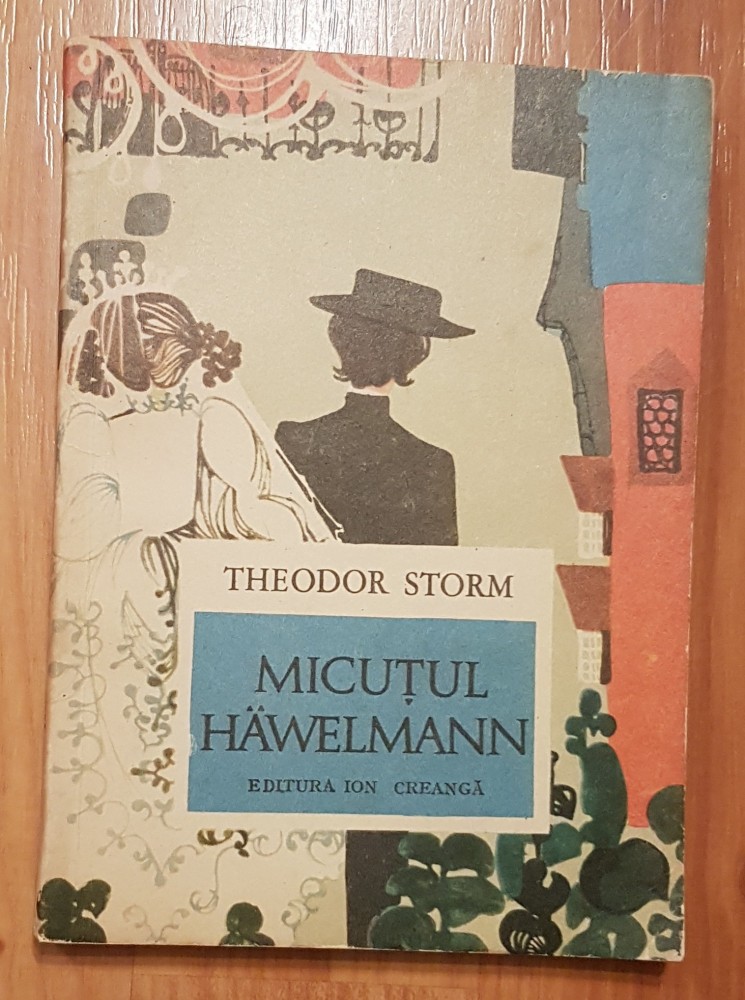 THEODOR STORM
MICUȚUL
HÄWELMANN
EDITURA ION CREANGĂ